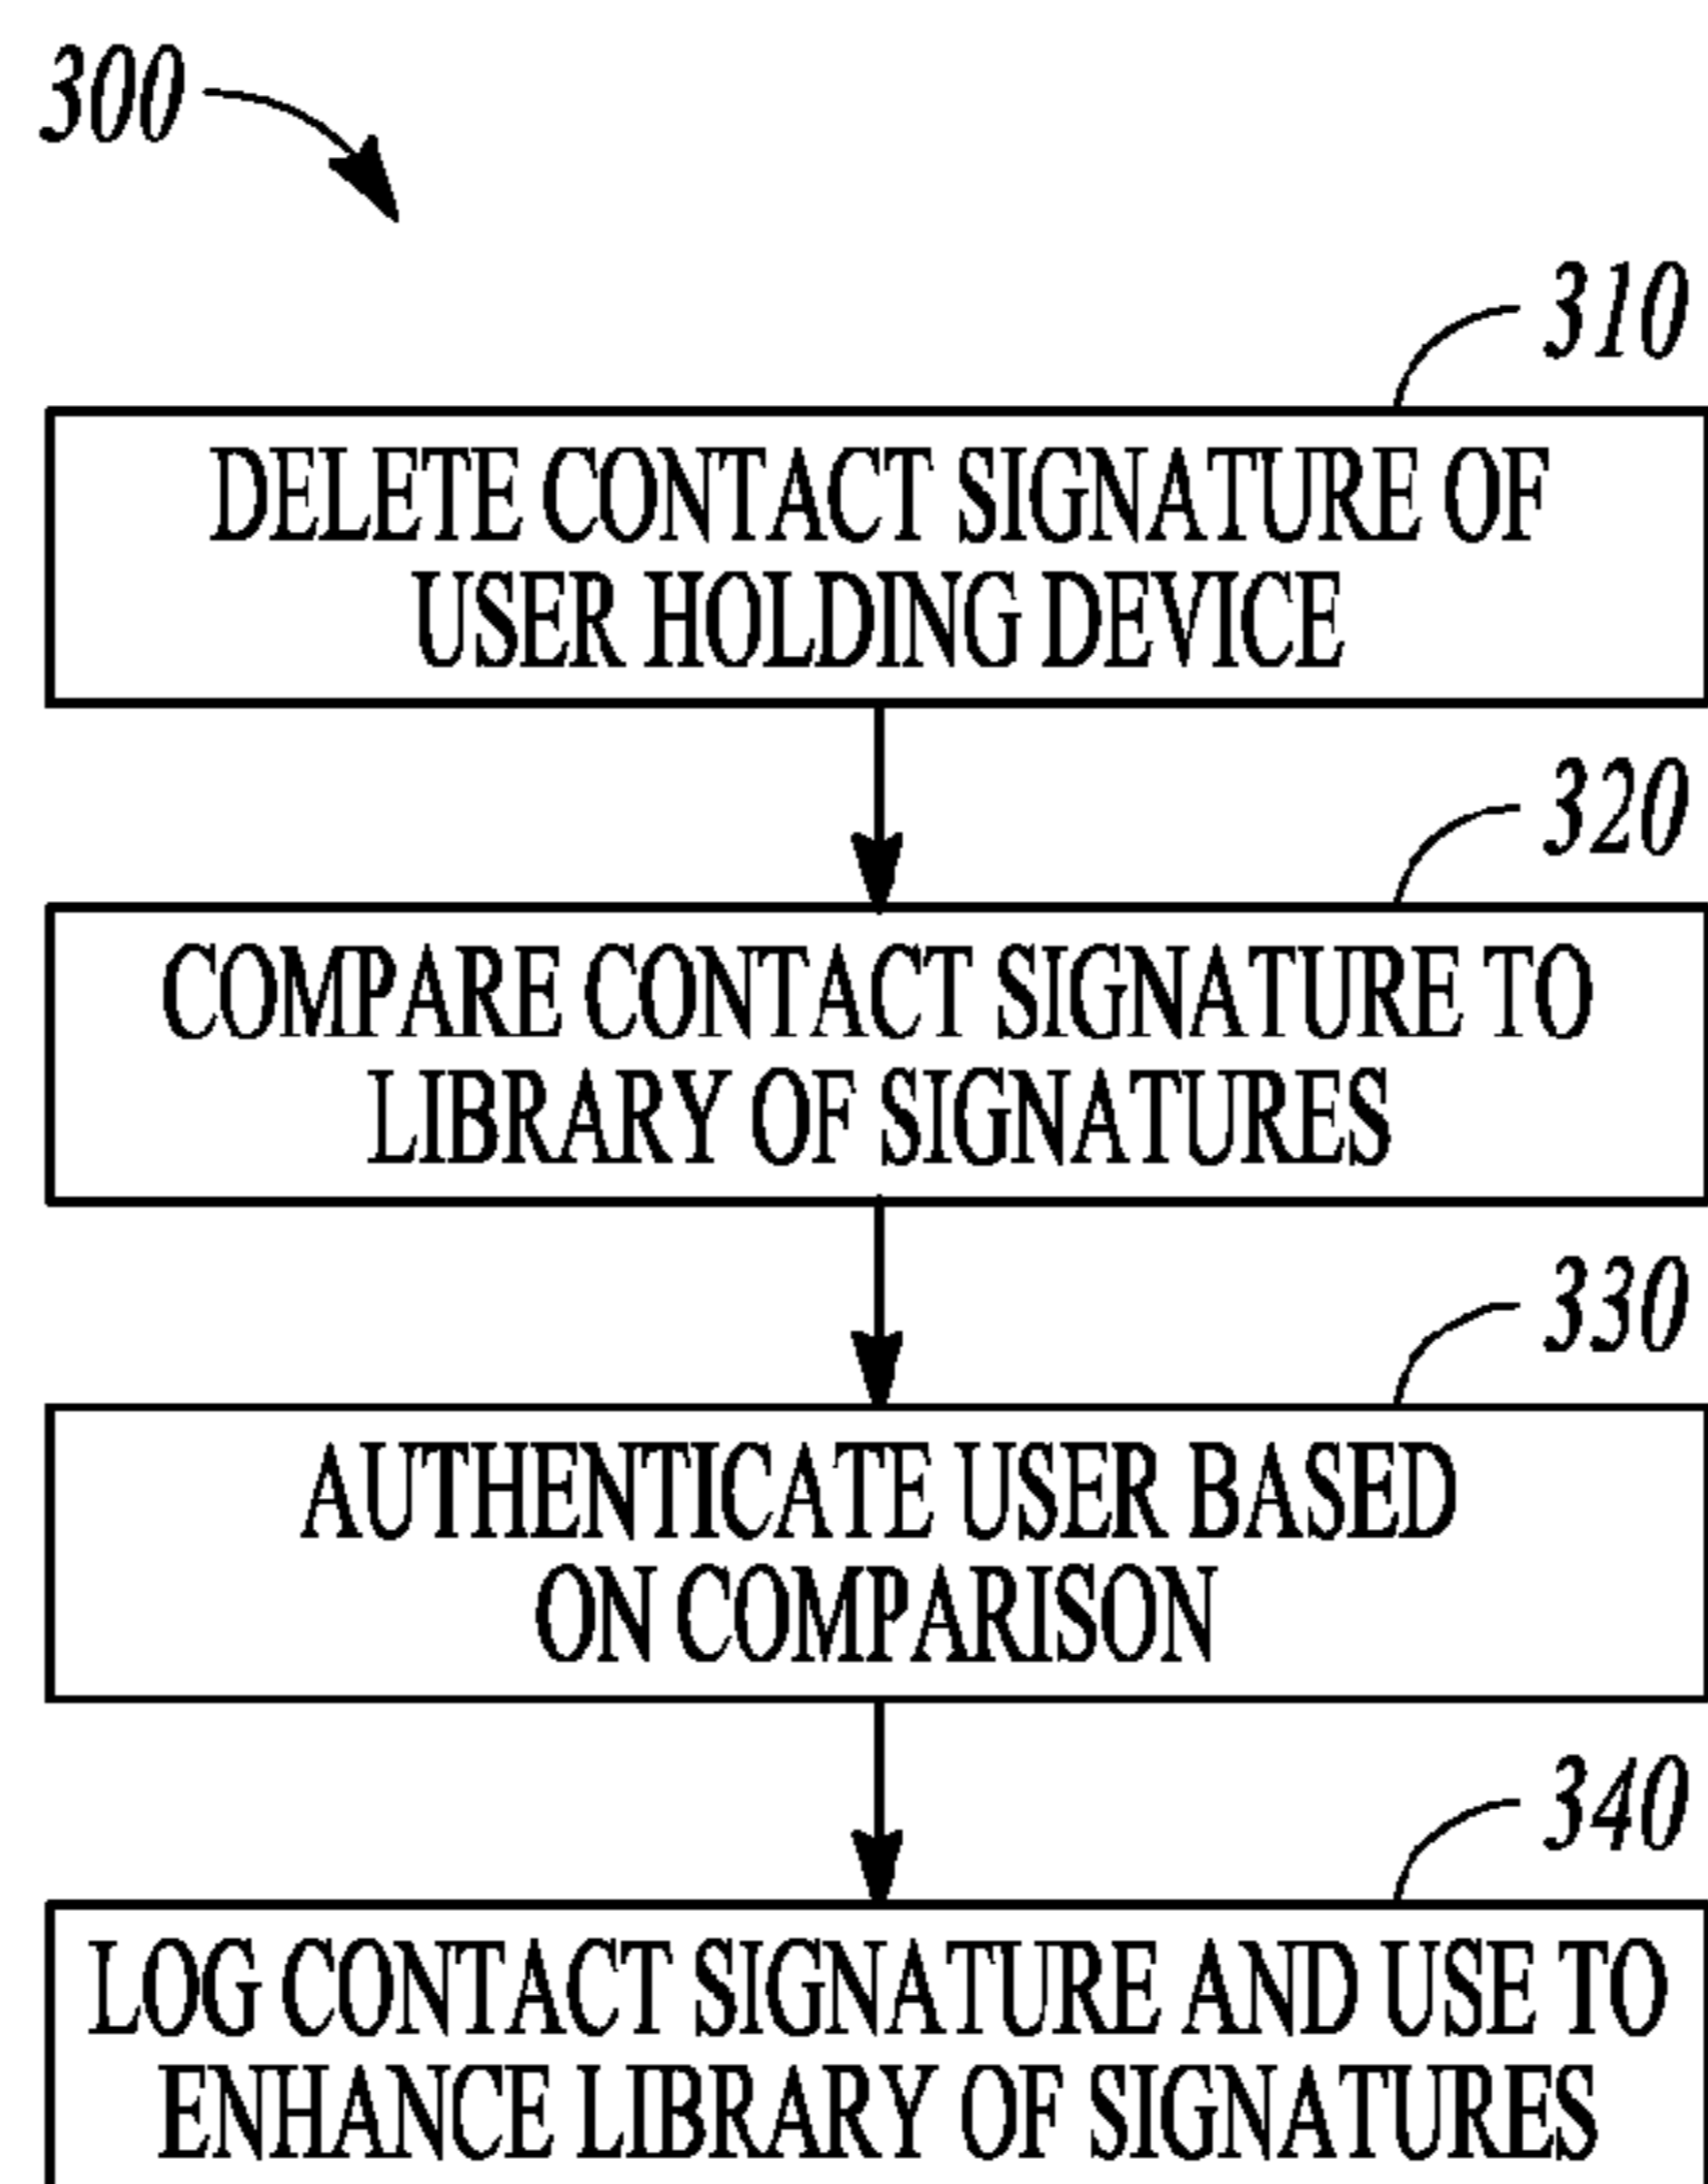 300
310
DELETE CONTACT SIGNATURE OF
USER HOLDING DEVICE
320
COMPARE CONTACT SIGNATURE TO
LIBRARY OF SIGNATURES
330
AUTHENTICATE USER BASED
ON COMPARISON
340
LOG CONTACT SIGNATURE AND USE TO
ENHANCE LIBRARY OF SIGNATURES